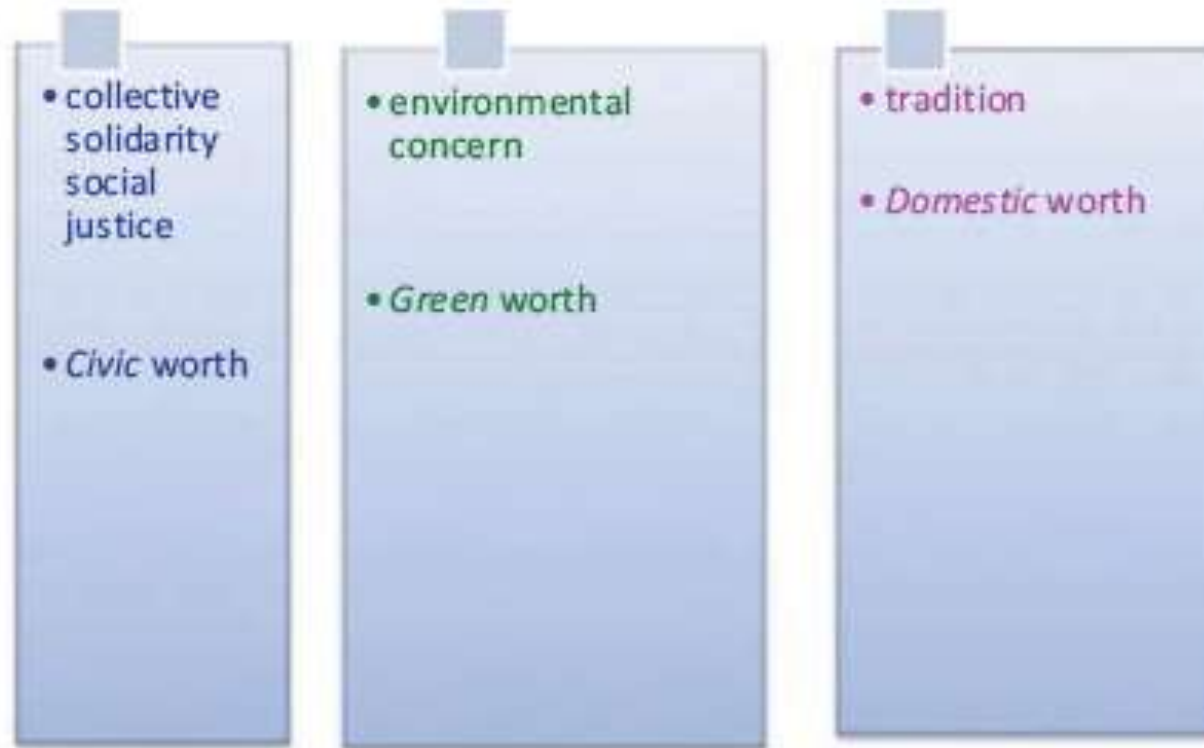 • collective
solidarity
social
justice
• Civic worth
• environmental
concern
• Green worth
• tradition
• Domestic worth